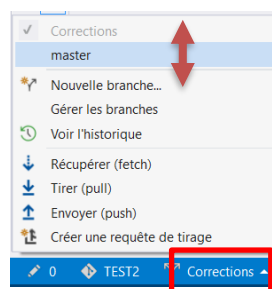 Corrections
master
Nouvelle branche...
Gérer les branches
Voir l'historique
Récupérer (fetch)
Tirer (pull)
Envoyer (push)
Créer une requête de tirage
0 TEST2 Corrections